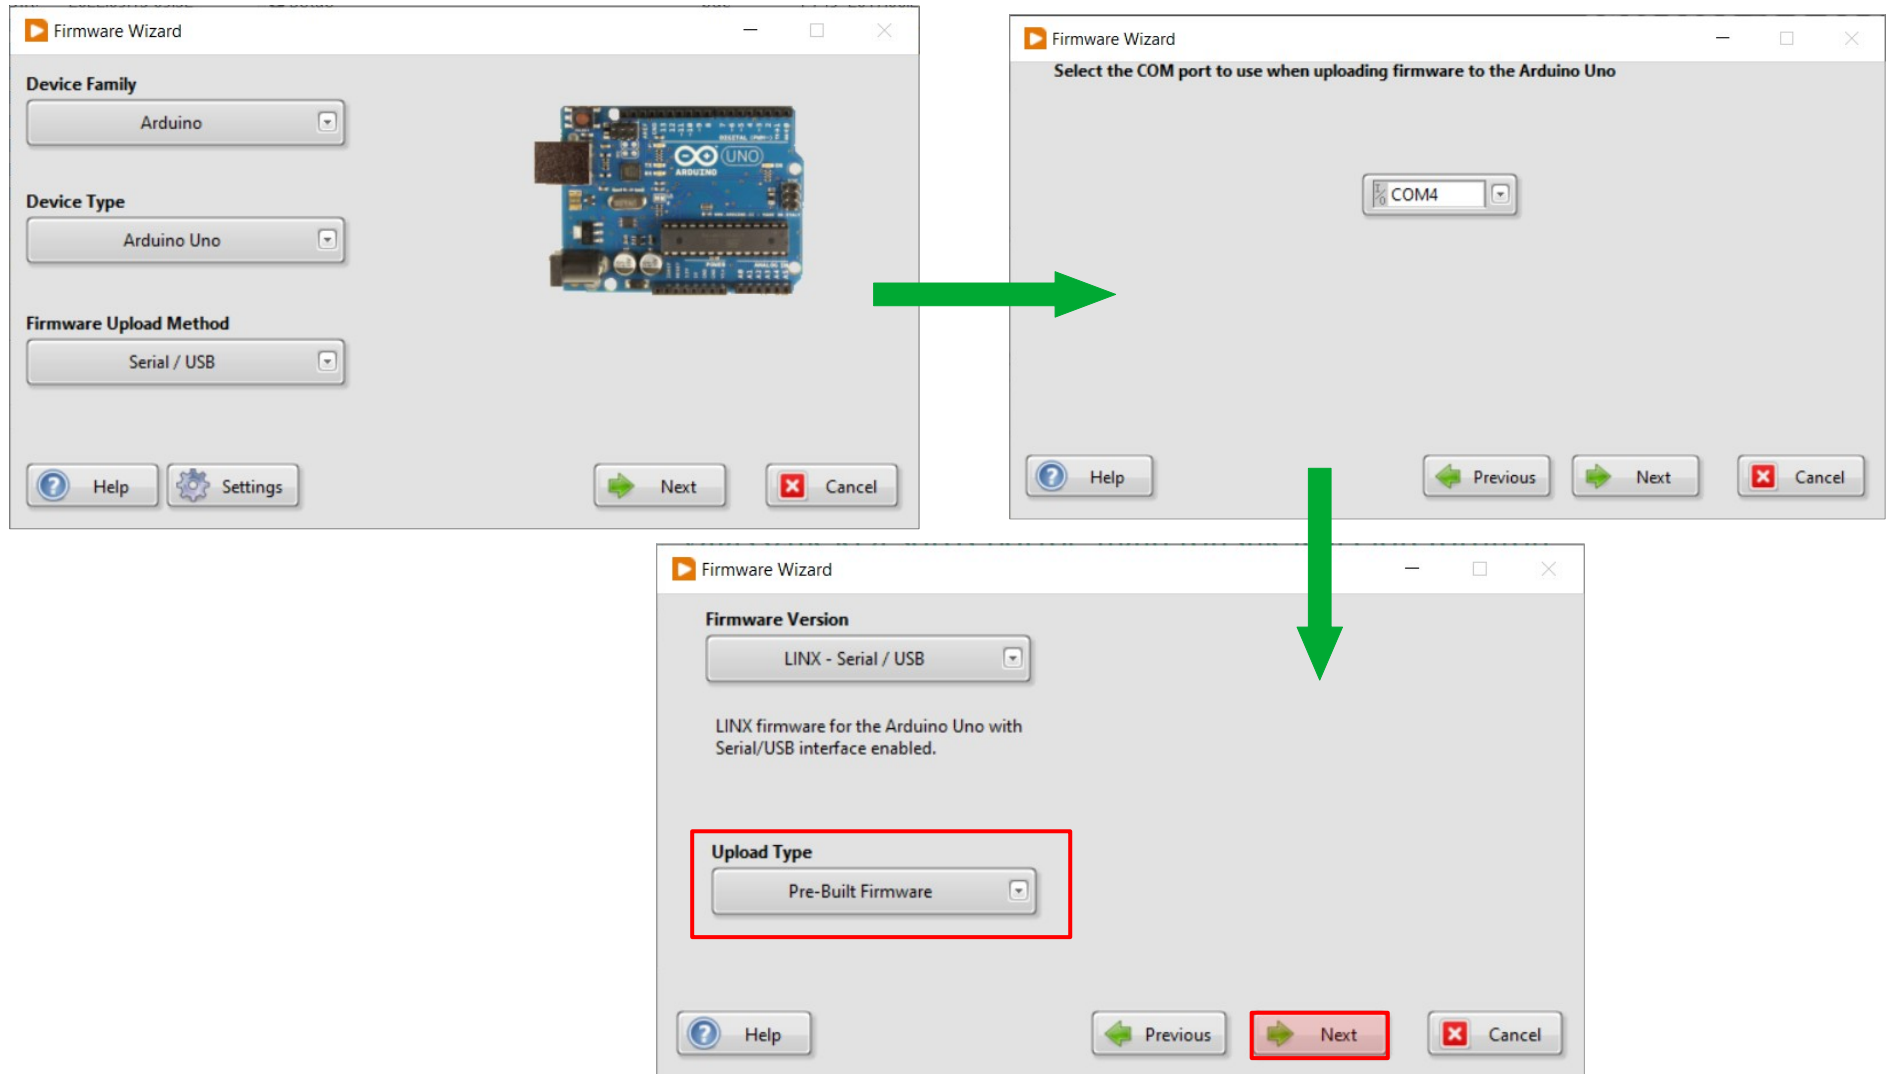 Firmware Wizard
Device Family
Arduino
Device Type
Arduino Uno
Firmware Upload Method
Serial / USB
UNO
ARDUINO
Help
Settings
Next
Cancel
Firmware Wizard
Select the COM port to use when uploading firmware to the Arduino Uno
COM4
Help
Previous
Next
Cancel
Firmware Wizard
Firmware Version
LINX - Serial / USB
LINX firmware for the Arduino Uno with
Serial/USB interface enabled.
Upload Type
Pre-Built Firmware
Help
Previous
Next
Cancel